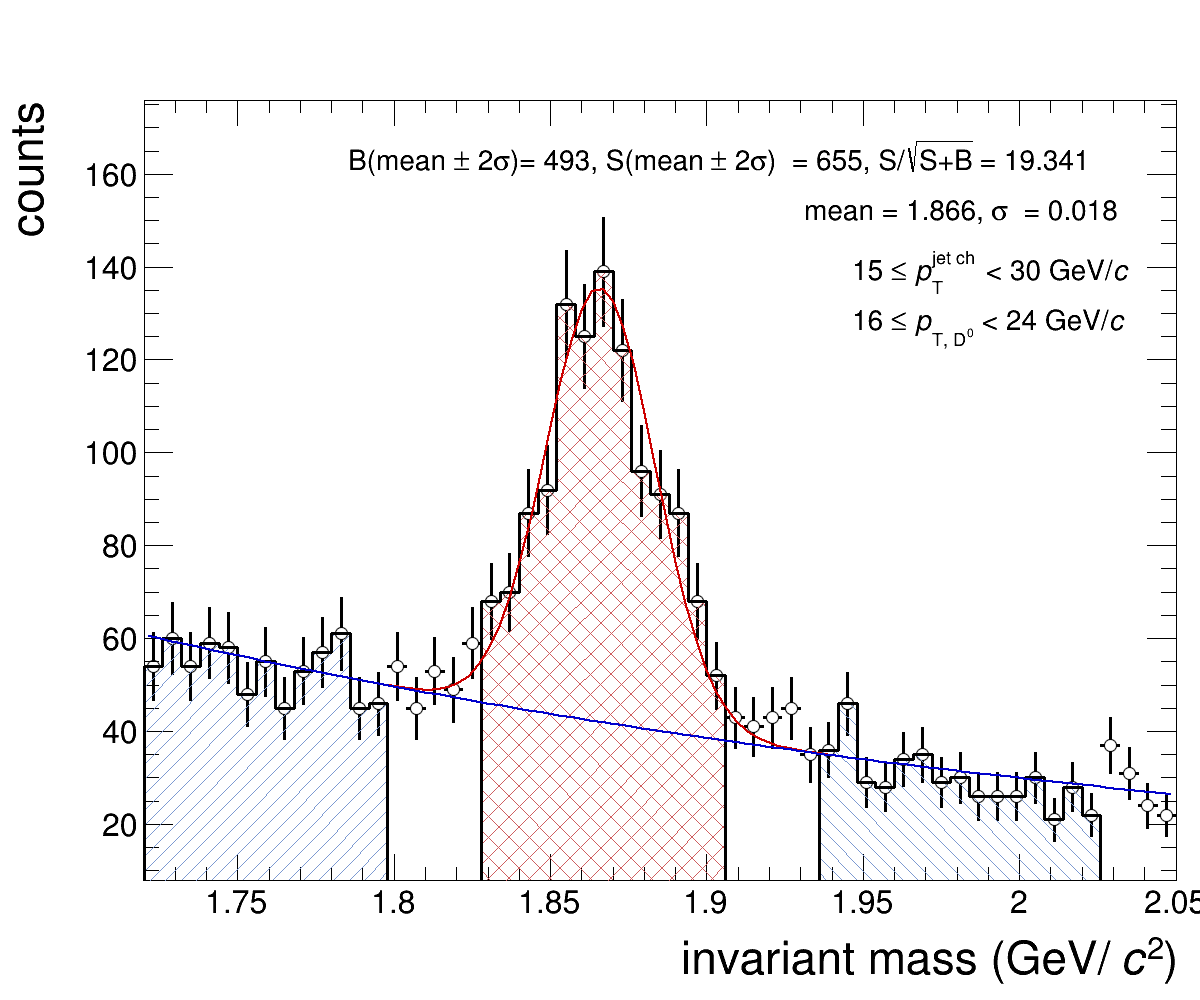 counts
160
140
120
100
80
60
40
20
B(mean ± 2σ)= 493, S(mean ± 2σ) = 655, S/√S+B = 19.341
mean = 1.866, σ = 0.018
15 ≤ p_T^jet ch < 30 GeV/c
16 ≤ p_T, D⁰ < 24 GeV/c
1.75 1.8 1.85 1.9 1.95 2 2.05
invariant mass (GeV/ c²)